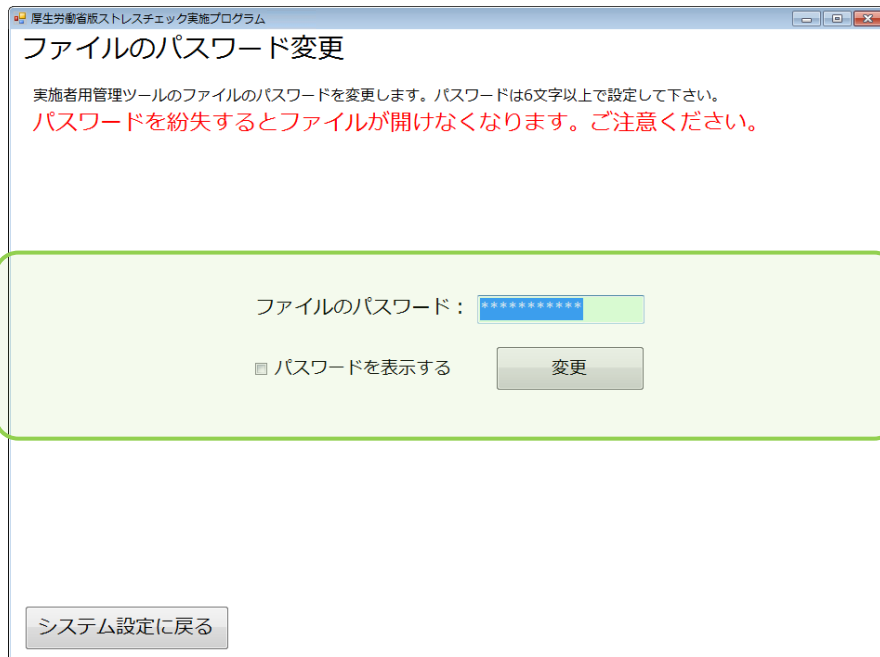 厚生労働省版ストレスチェック実施プログラム
ファイルのパスワード変更
実施者用管理ツールのファイルのパスワードを変更します。パスワードは6文字以上で設定して下さい。
パスワードを紛失するとファイルが開けなくなります。ご注意ください。
ファイルのパスワード： ***********
パスワードを表示する 変更
システム設定に戻る